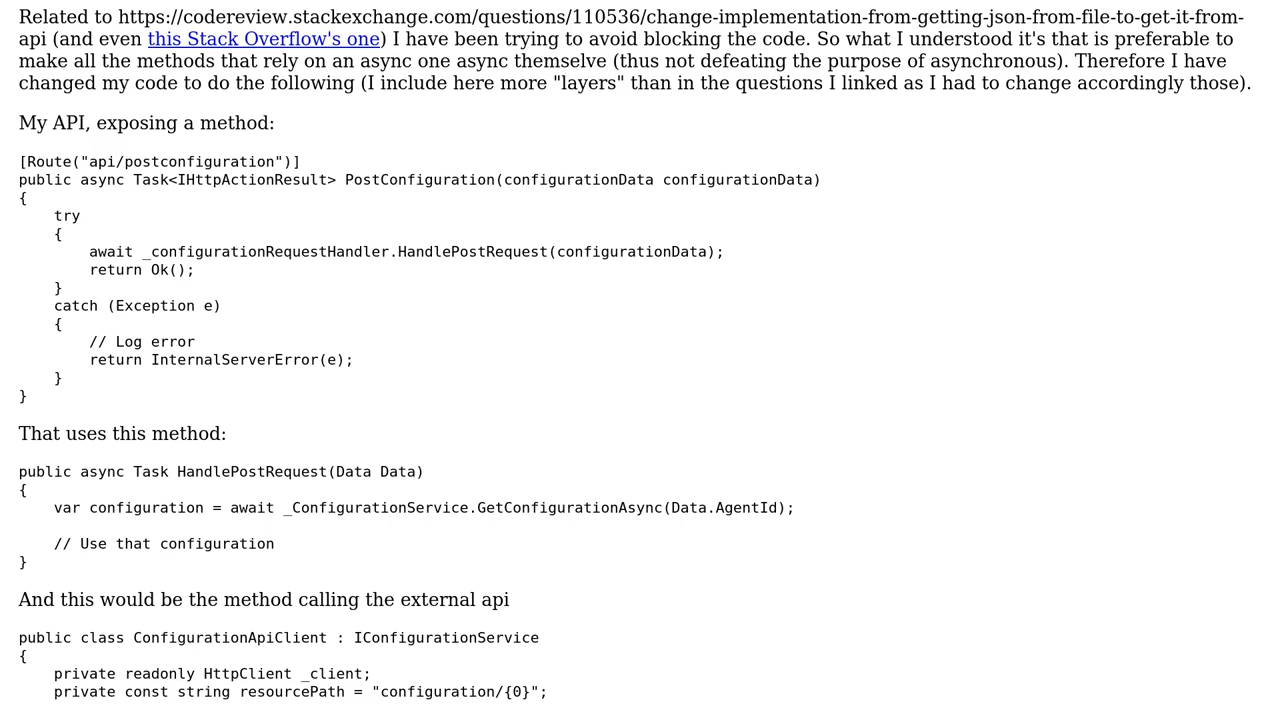 Related to https://codereview.stackexchange.com/questions/110536/change-implementation-from-getting-json-from-file-to-get-it-from-
api (and even this Stack Overflow's one) I have been trying to avoid blocking the code. So what I understood it's that is preferable to
make all the methods that rely on an async one async themselve (thus not defeating the purpose of asynchronous). Therefore I have
changed my code to do the following (I include here more "layers" than in the questions I linked as I had to change accordingly those).
My API, exposing a method:
[Route("api/postconfiguration")]
public async Task<IHttpActionResult> PostConfiguration(configurationData configurationData)
{
    try
    {
        await _configurationRequestHandler.HandlePostRequest(configurationData);
        return Ok();
    }
    catch (Exception e)
    {
        // Log error
        return InternalServerError(e);
    }
}
That uses this method:
public async Task HandlePostRequest(Data Data)
{
    var configuration = await _ConfigurationService.GetConfigurationAsync(Data.AgentId);
    // Use that configuration
}
And this would be the method calling the external api
public class ConfigurationApiClient : IConfigurationService
{
    private readonly HttpClient _client;
    private const string resourcePath = "configuration/{0}";